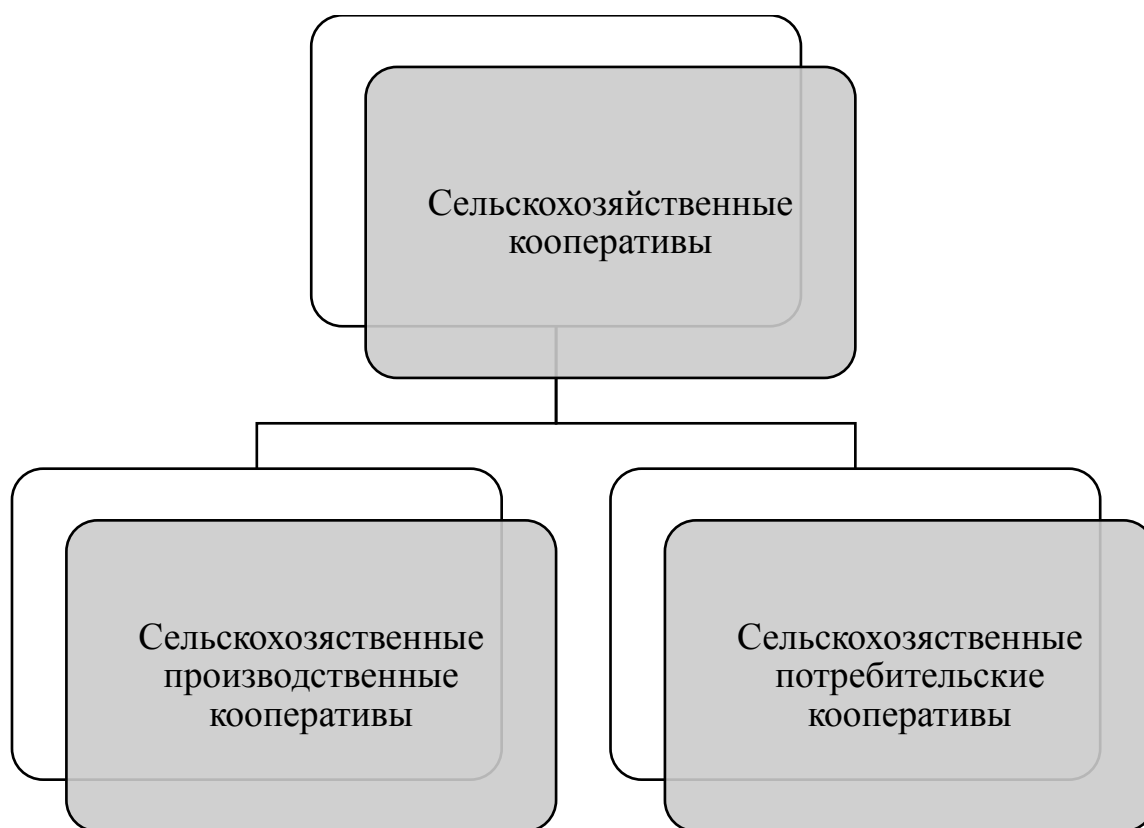 Сельскохозяйственные
кооперативы
Сельскохозяственные
производственные
кооперативы
Сельскохозяственные
потребительские
кооперативы